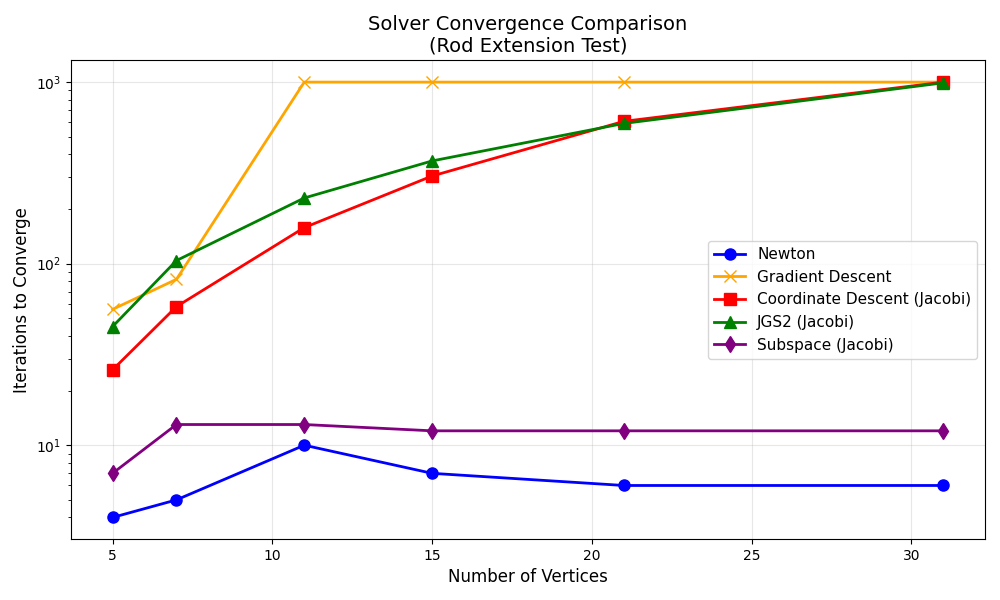 Solver Convergence Comparison
(Rod Extension Test)
Iterations to Converge
10³
10²
10¹
5
10
15
20
25
30
Number of Vertices
Newton
Gradient Descent
Coordinate Descent (Jacobi)
JGS2 (Jacobi)
Subspace (Jacobi)